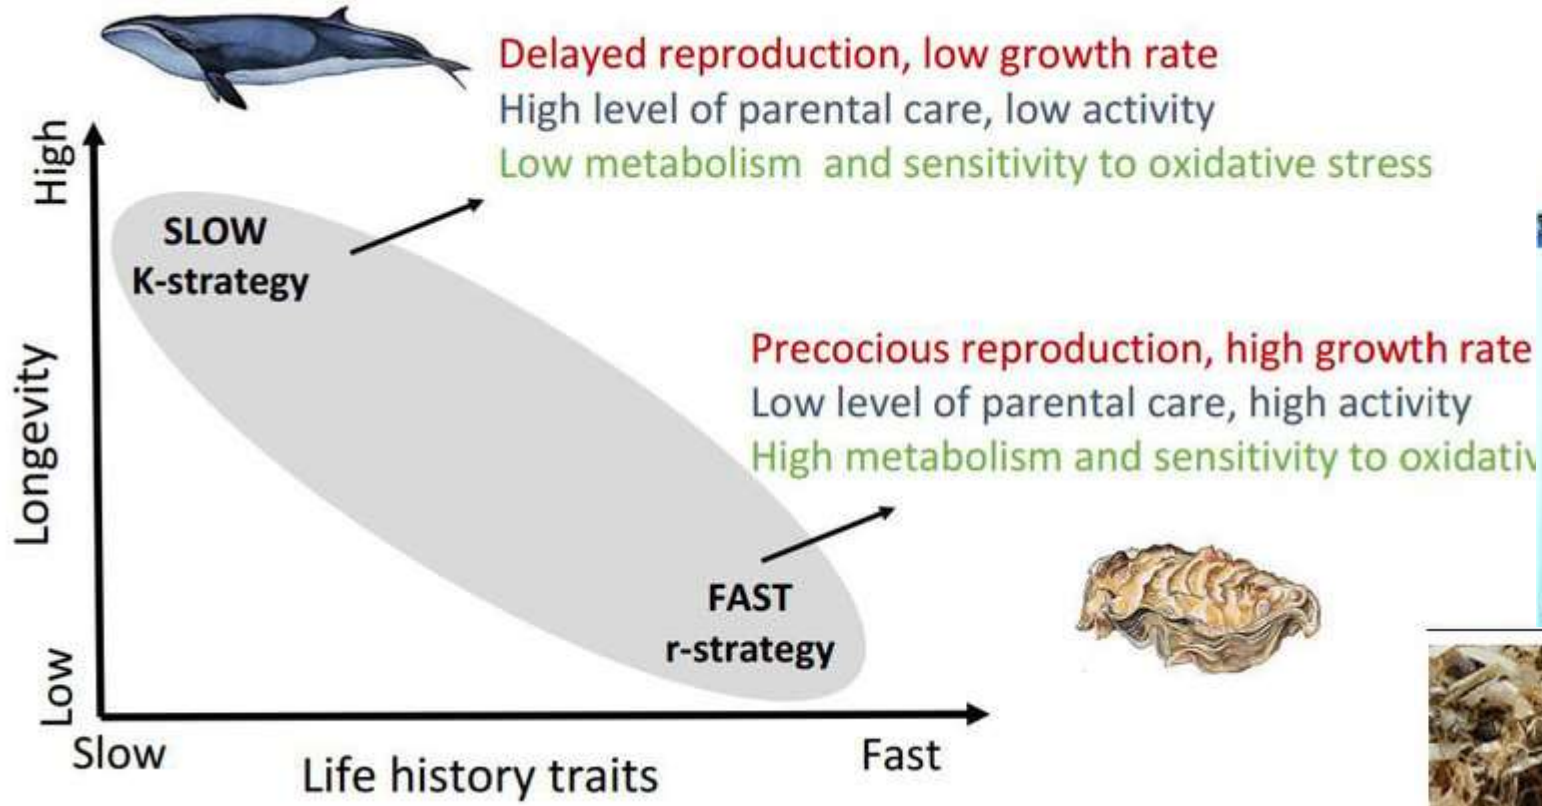 Delayed reproduction, low growth rate
High level of parental care, low activity
Low metabolism and sensitivity to oxidative stress
High
SLOW
K-strategy
Longevity
Precocious reproduction, high growth rate
Low level of parental care, high activity
High metabolism and sensitivity to oxidativ
FAST
r-strategy
Low
Slow
Life history traits
Fast